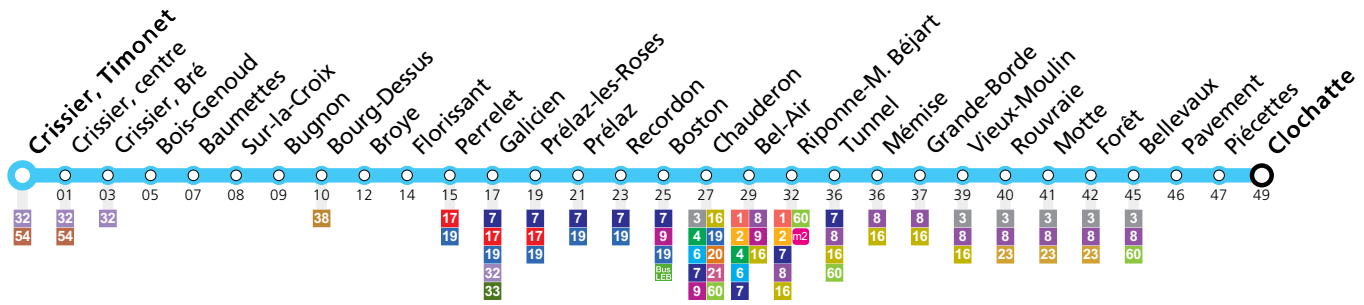 Crissier, Timonet
Crissier, centre
Crissier, Bré
Bois-Genoud
Baumettes
Sur-la-Croix
Bugnon
Bourg-Dessus
Broye
Florissant
Perrelet
Galicien
Prélaz-les-Roses
Prélaz
Recordon
Boston
Chauderon
Bel-Air
Riponne-M. Béjart
Tunnel
Mémise
Grande-Borde
Vieux-Moulin
Rouvraie
Motte
Forêt
Bellevaux
Pavement
Piécettes
Clochatte
01 03 05 07 08 09 10 12 14 15 17 19 21 23 25 27 29 32 36 36 37 39 40 41 42 45 46 47 49
32 32 32 38 17 7 7 7 7 7 3 16 1 8 1 60 7 8 8 3 3 3 3 3
54 54 19 17 17 19 19 9 4 19 2 9 2 m2 8 16 16 8 8 8 8 8
19 19 19 6 20 4 16 7 16 16 23 23 23 60
32 Bus LEB 7 21 6 8 60
33 9 60 7 16